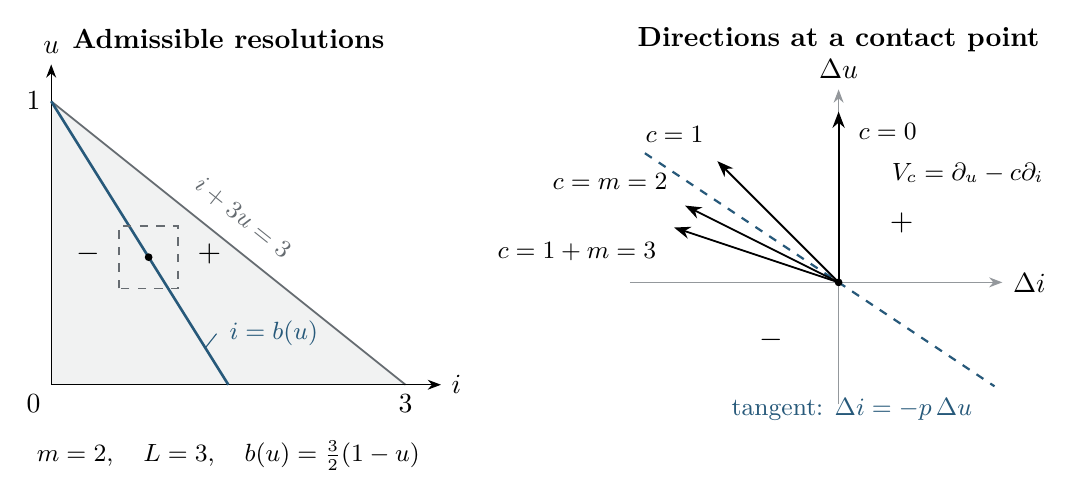 Admissible resolutions
u
1
i + 3u = 3
−
+
i = b(u)
i
0
3
m = 2, L = 3, b(u) = 3/2(1 − u)
Directions at a contact point
Δu
c = 1
c = 0
V_c = ∂_u − c∂_i
c = m = 2
+
c = 1 + m = 3
Δi
−
tangent: Δi = −p Δu